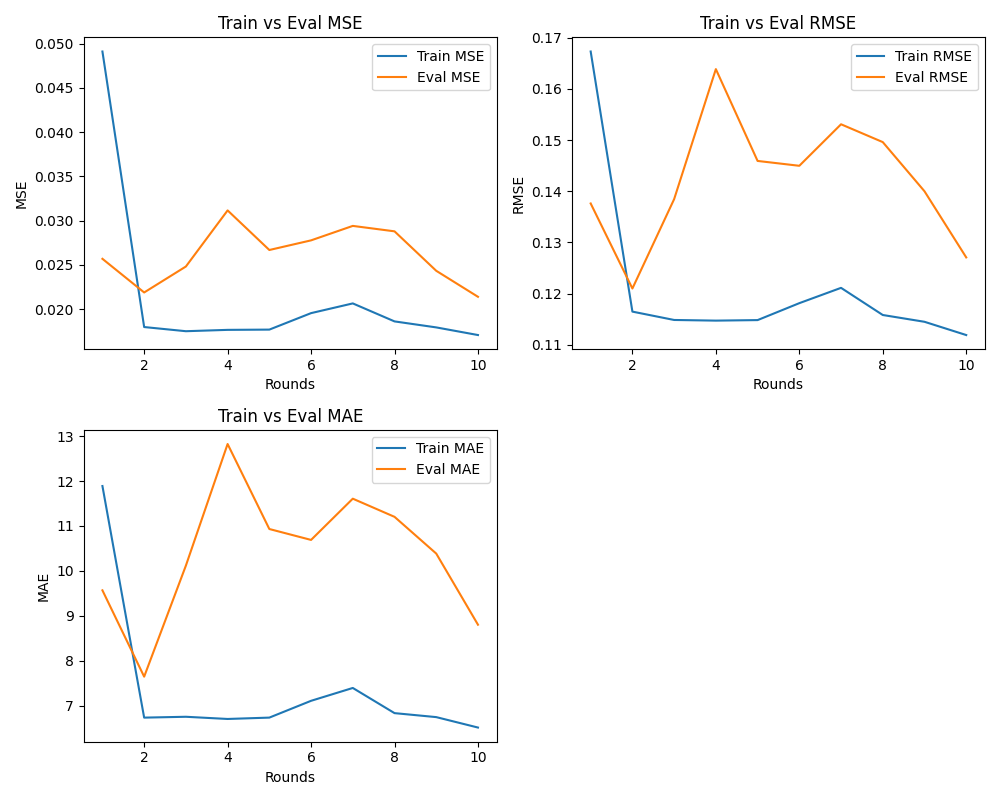 Train vs Eval MSE
0.050
0.045
0.040
0.035
0.030
0.025
0.020
MSE
Train MSE
Eval MSE
2 4 6 8 10
Rounds
Train vs Eval RMSE
0.17
0.16
0.15
0.14
0.13
0.12
0.11
RMSE
Train RMSE
Eval RMSE
2 4 6 8 10
Rounds
Train vs Eval MAE
13
12
11
10
9
8
7
MAE
Train MAE
Eval MAE
2 4 6 8 10
Rounds